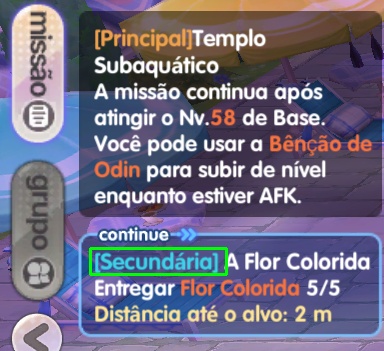 missão
grupo
[Principal]Templo
Subaquático
A missão continua após
atingir o Nv.58 de Base.
Você pode usar a Bênção de
Odin para subir de nível
enquanto estiver AFK.
continue
[Secundária] A Flor Colorida
Entregar Flor Colorida 5/5
Distância até o alvo: 2 m